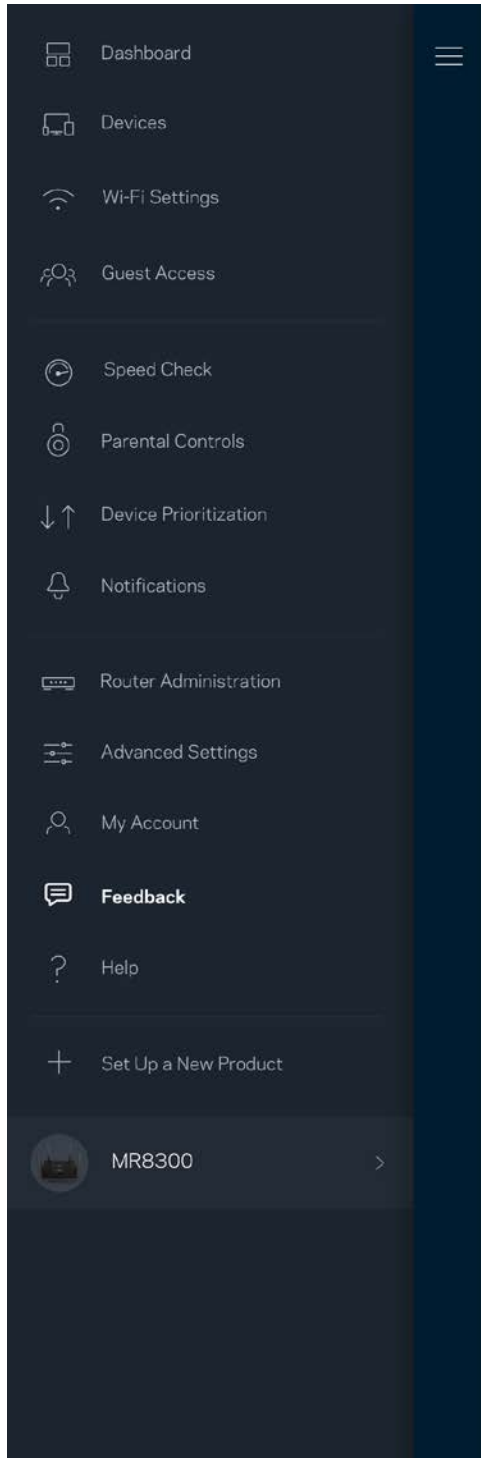 Dashboard
Devices
Wi-Fi Settings
Guest Access
Speed Check
Parental Controls
Device Prioritization
Notifications
Router Administration
Advanced Settings
My Account
Feedback
Help
Set Up a New Product
MR8300